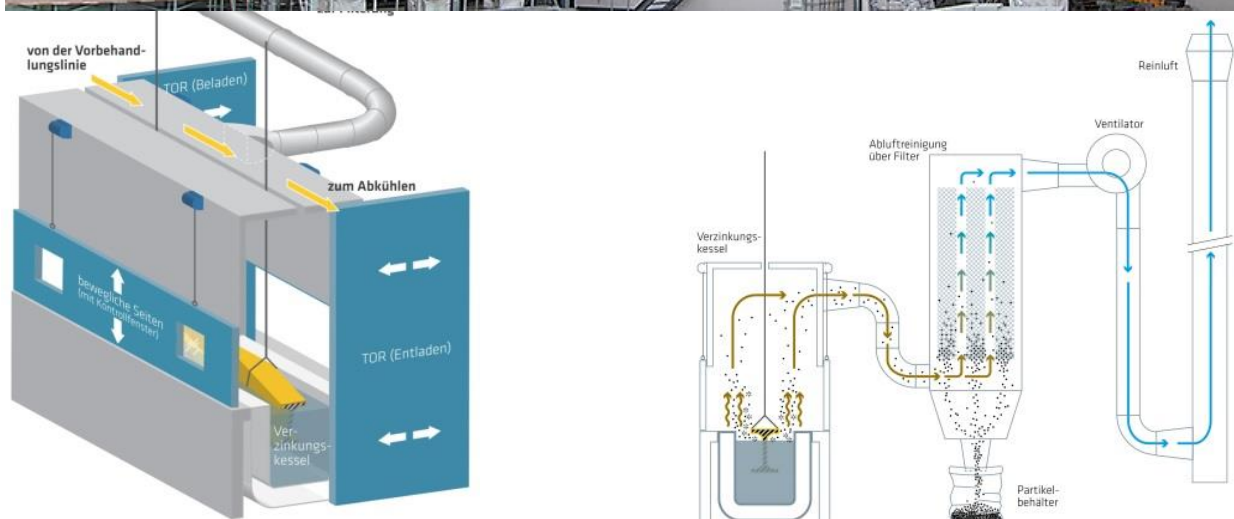 von der Vorbehand-
lungslinie
TOR (Beladen)
zum Abkühlen
bewegliche Seiten
(mit Kontrollfenster)
TOR (Entladen)
Ver-
zinkungs-
kessel
Verzinkungs-
kessel
Abluftreinigung
über Filter
Ventilator
Reinluft
Partikel-
behälter